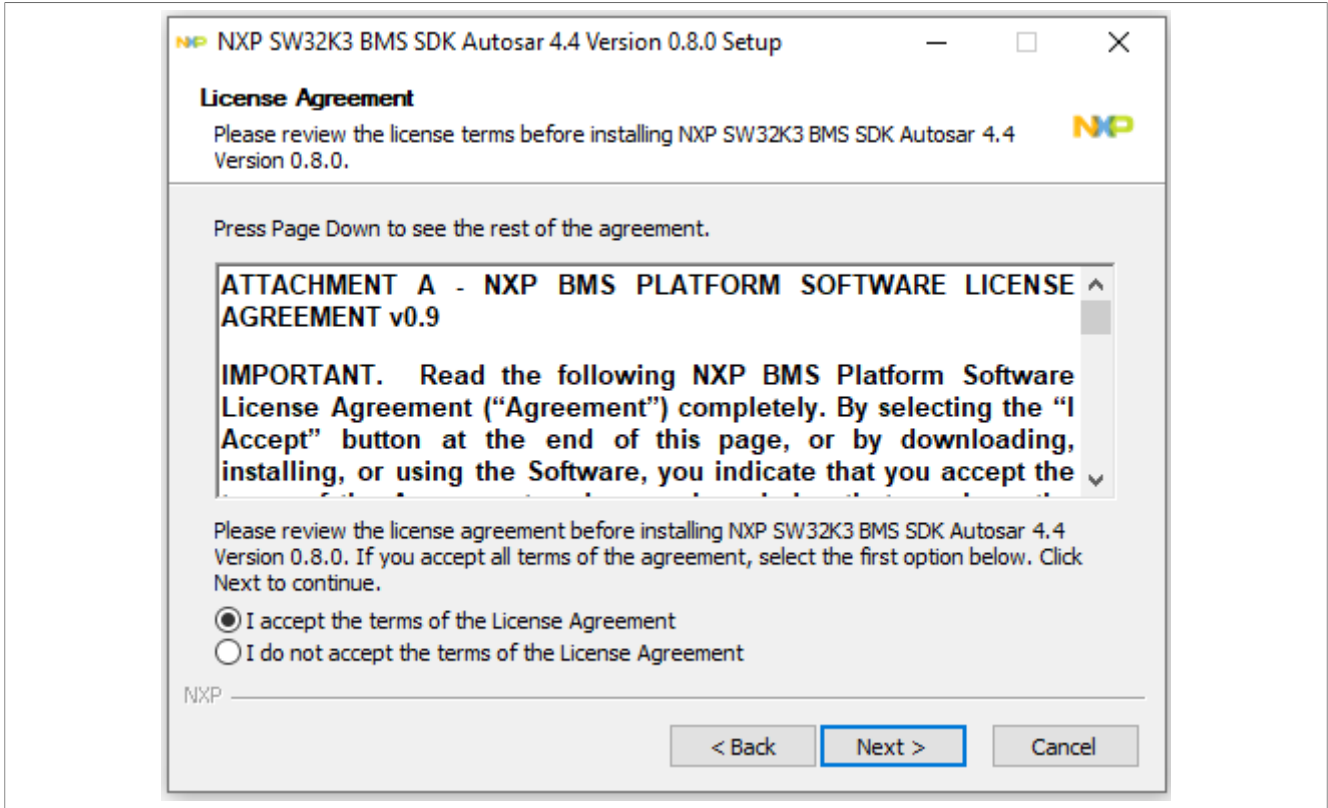 NXP SW32K3 BMS SDK Autosar 4.4 Version 0.8.0 Setup
License Agreement
Please review the license terms before installing NXP SW32K3 BMS SDK Autosar 4.4
Version 0.8.0.
NXP
Press Page Down to see the rest of the agreement.
ATTACHMENT A - NXP BMS PLATFORM SOFTWARE LICENSE
AGREEMENT v0.9
IMPORTANT. Read the following NXP BMS Platform Software
License Agreement (“Agreement”) completely. By selecting the “I
Accept” button at the end of this page, or by downloading,
installing, or using the Software, you indicate that you accept the
Please review the license agreement before installing NXP SW32K3 BMS SDK Autosar 4.4
Version 0.8.0. If you accept all terms of the agreement, select the first option below. Click
Next to continue.
I accept the terms of the License Agreement
I do not accept the terms of the License Agreement
NXP
< Back
Next >
Cancel